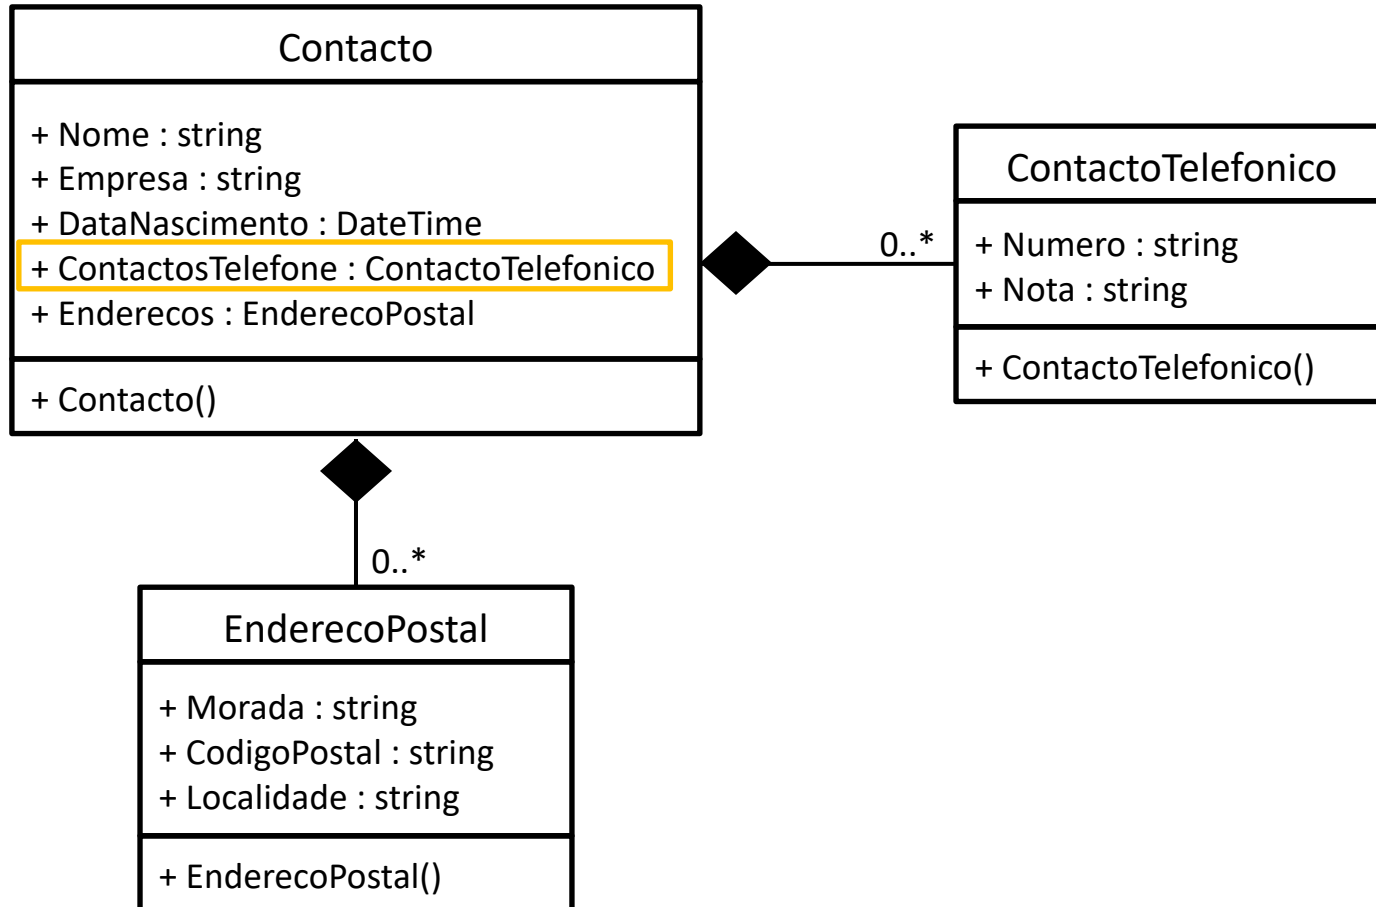 Contacto
+ Nome : string
+ Empresa : string
+ DataNascimento : DateTime
+ ContactosTelefone : ContactoTelefonico
+ Enderecos : EnderecoPostal
+ Contacto()
0..*
ContactoTelefonico
+ Numero : string
+ Nota : string
+ ContactoTelefonico()
0..*
EnderecoPostal
+ Morada : string
+ CodigoPostal : string
+ Localidade : string
+ EnderecoPostal()